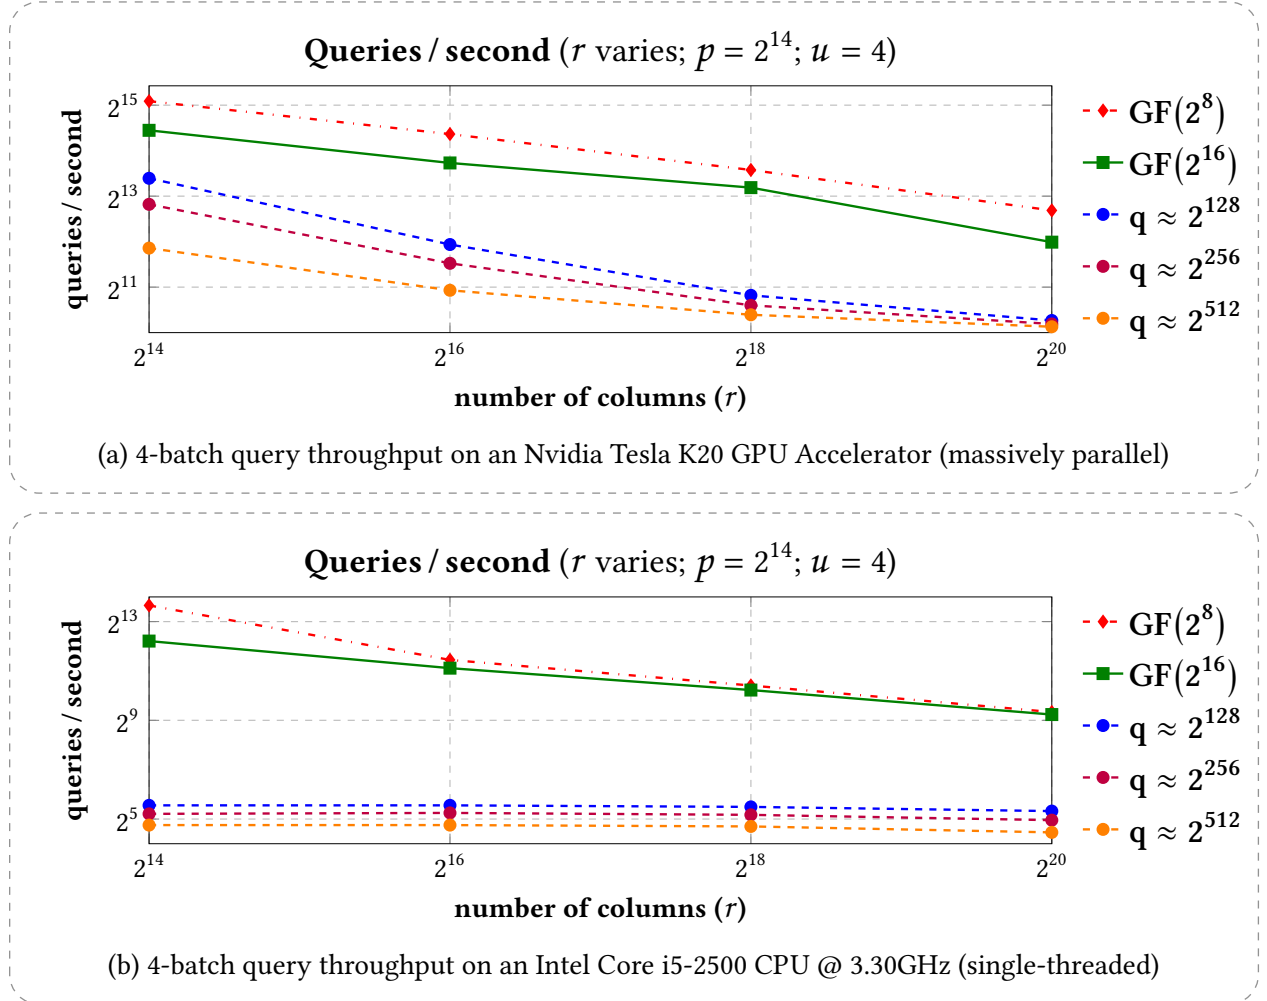 Queries / second (r varies; p = 2^14; u = 4)
2^15
2^13
2^11
queries / second
2^14 2^16 2^18 2^20
number of columns (r)
GF(2^8)
GF(2^16)
q ≈ 2^128
q ≈ 2^256
q ≈ 2^512
(a) 4-batch query throughput on an Nvidia Tesla K20 GPU Accelerator (massively parallel)
Queries / second (r varies; p = 2^14; u = 4)
2^13
2^9
2^5
queries / second
2^14 2^16 2^18 2^20
number of columns (r)
GF(2^8)
GF(2^16)
q ≈ 2^128
q ≈ 2^256
q ≈ 2^512
(b) 4-batch query throughput on an Intel Core i5-2500 CPU @ 3.30GHz (single-threaded)